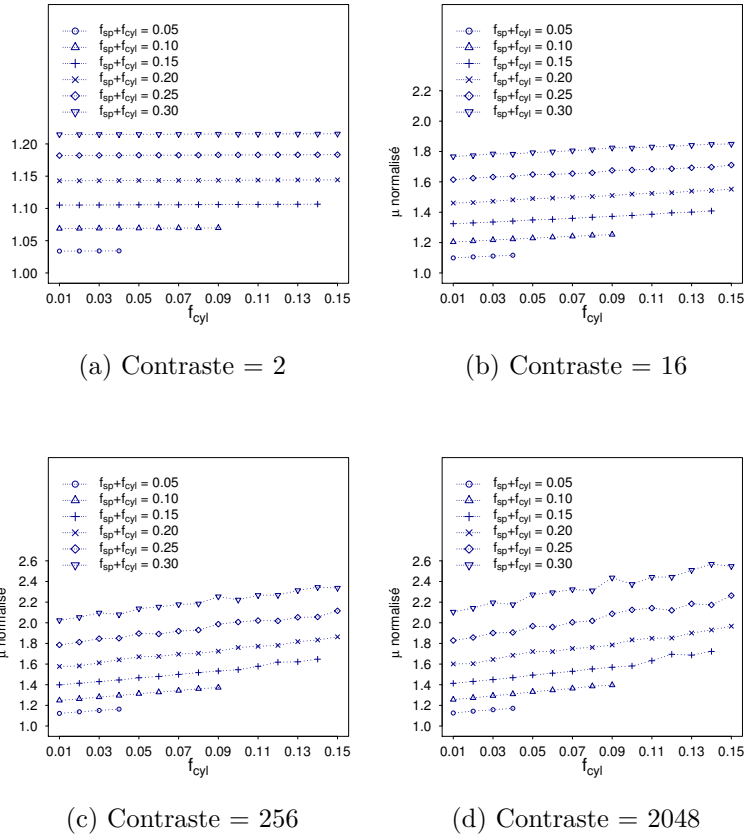 f_sp+f_cyl = 0.05
f_sp+f_cyl = 0.10
f_sp+f_cyl = 0.15
f_sp+f_cyl = 0.20
f_sp+f_cyl = 0.25
f_sp+f_cyl = 0.30
1.20
1.15
1.10
1.05
1.00
0.01 0.03 0.05 0.07 0.09 0.11 0.13 0.15
f_cyl
(a) Contraste = 2
f_sp+f_cyl = 0.05
f_sp+f_cyl = 0.10
f_sp+f_cyl = 0.15
f_sp+f_cyl = 0.20
f_sp+f_cyl = 0.25
f_sp+f_cyl = 0.30
μ normalisé
2.2
2.0
1.8
1.6
1.4
1.2
1.0
0.01 0.03 0.05 0.07 0.09 0.11 0.13 0.15
f_cyl
(b) Contraste = 16
f_sp+f_cyl = 0.05
f_sp+f_cyl = 0.10
f_sp+f_cyl = 0.15
f_sp+f_cyl = 0.20
f_sp+f_cyl = 0.25
f_sp+f_cyl = 0.30
μ normalisé
2.6
2.4
2.2
2.0
1.8
1.6
1.4
1.2
1.0
0.01 0.03 0.05 0.07 0.09 0.11 0.13 0.15
f_cyl
(c) Contraste = 256
f_sp+f_cyl = 0.05
f_sp+f_cyl = 0.10
f_sp+f_cyl = 0.15
f_sp+f_cyl = 0.20
f_sp+f_cyl = 0.25
f_sp+f_cyl = 0.30
μ normalisé
2.6
2.4
2.2
2.0
1.8
1.6
1.4
1.2
1.0
0.01 0.03 0.05 0.07 0.09 0.11 0.13 0.15
f_cyl
(d) Contraste = 2048